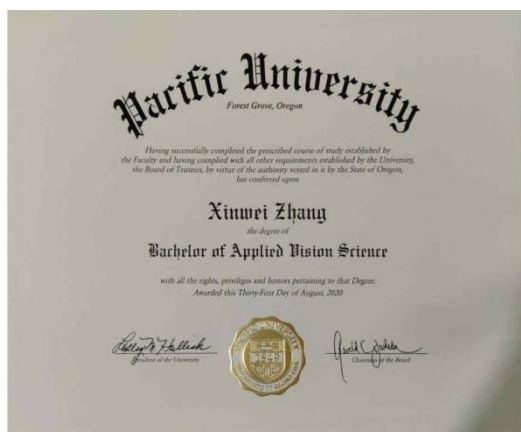 Pacific University
Forest Grove, Oregon
Having successfully completed the prescribed course of study established by
the Faculty and having complied with all other requirements established by the University,
the Board of Trustees, by virtue of the authority vested in it by the State of Oregon,
has conferred upon
Xinwei Zhang
the degree of
Bachelor of Applied Vision Science
with all the rights, privileges and honors pertaining to that Degree.
Awarded this Thirty-First Day of August, 2020
President of the University
Chairman of the Board
1849